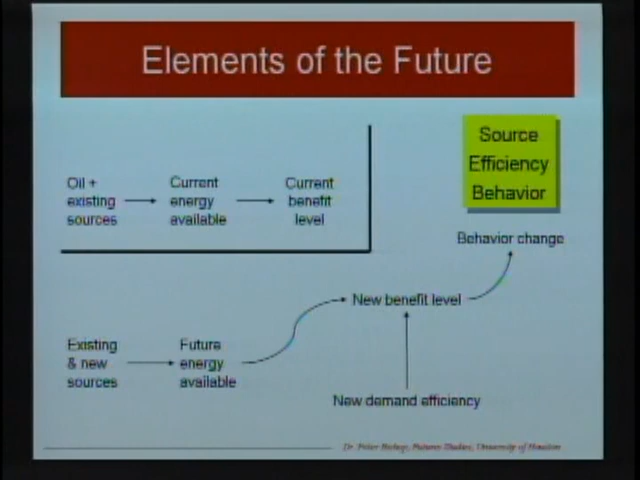 Elements of the Future
Source
Efficiency
Behavior
Oil +
existing
sources
Current
energy
available
Current
benefit
level
Behavior change
New benefit level
Existing
& new
sources
Future
energy
available
New demand efficiency
Dr. Peter Bishop, Futures Studies, University of Houston